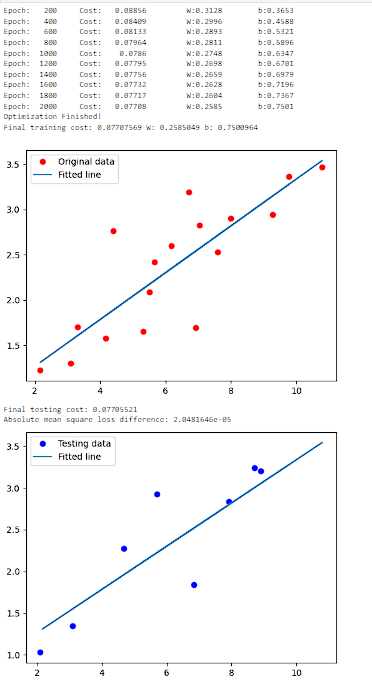 Epoch: 200 Cost: 0.08856 W:0.3128 b:0.3653
Epoch: 400 Cost: 0.08409 W:0.2996 b:0.4588
Epoch: 600 Cost: 0.08133 W:0.2893 b:0.5321
Epoch: 800 Cost: 0.07964 W:0.2811 b:0.5896
Epoch: 1000 Cost: 0.0786 W:0.2748 b:0.6347
Epoch: 1200 Cost: 0.07795 W:0.2698 b:0.6701
Epoch: 1400 Cost: 0.07756 W:0.2659 b:0.6979
Epoch: 1600 Cost: 0.07732 W:0.2628 b:0.7196
Epoch: 1800 Cost: 0.07717 W:0.2604 b:0.7367
Epoch: 2000 Cost: 0.07708 W:0.2585 b:0.7501
Optimization Finished!
Final training cost: 0.07707569 W: 0.2585049 b: 0.7500964
Original data
Fitted line
3.5
3.0
2.5
2.0
1.5
2 4 6 8 10
Final testing cost: 0.07705521
Absolute mean square loss difference: 2.0481646e-05
Testing data
Fitted line
3.5
3.0
2.5
2.0
1.5
1.0
2 4 6 8 10